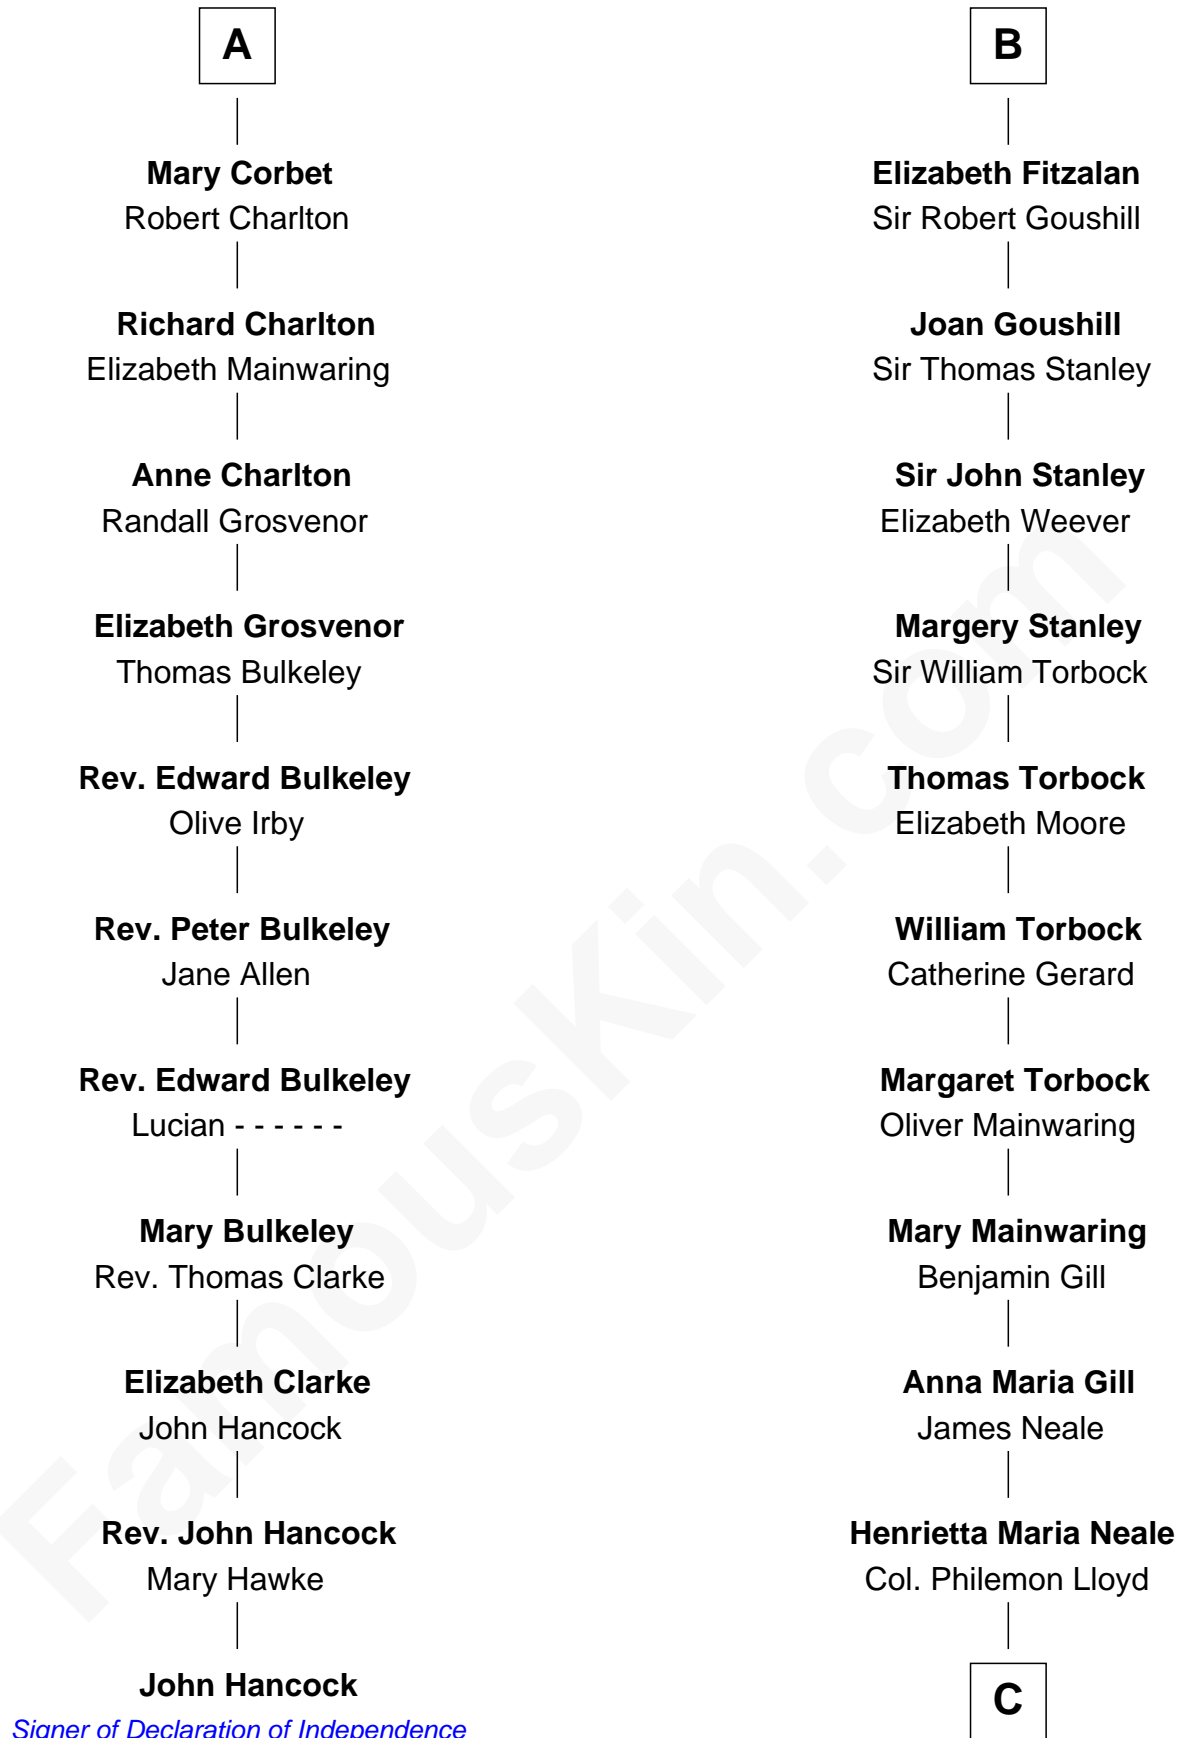 A
Mary Corbet
Robert Charlton
Richard Charlton
Elizabeth Mainwaring
Anne Charlton
Randall Grosvenor
Elizabeth Grosvenor
Thomas Bulkeley
Rev. Edward Bulkeley
Olive Irby
Rev. Peter Bulkeley
Jane Allen
Rev. Edward Bulkeley
Lucian - - - - - -
Mary Bulkeley
Rev. Thomas Clarke
Elizabeth Clarke
John Hancock
Rev. John Hancock
Mary Hawke
John Hancock
Signer of Declaration of Independence
B
Elizabeth Fitzalan
Sir Robert Goushill
Joan Goushill
Sir Thomas Stanley
Sir John Stanley
Elizabeth Weever
Margery Stanley
Sir William Torbock
Thomas Torbock
Elizabeth Moore
William Torbock
Catherine Gerard
Margaret Torbock
Oliver Mainwaring
Mary Mainwaring
Benjamin Gill
Anna Maria Gill
James Neale
Henrietta Maria Neale
Col. Philemon Lloyd
C
FamousKin.com